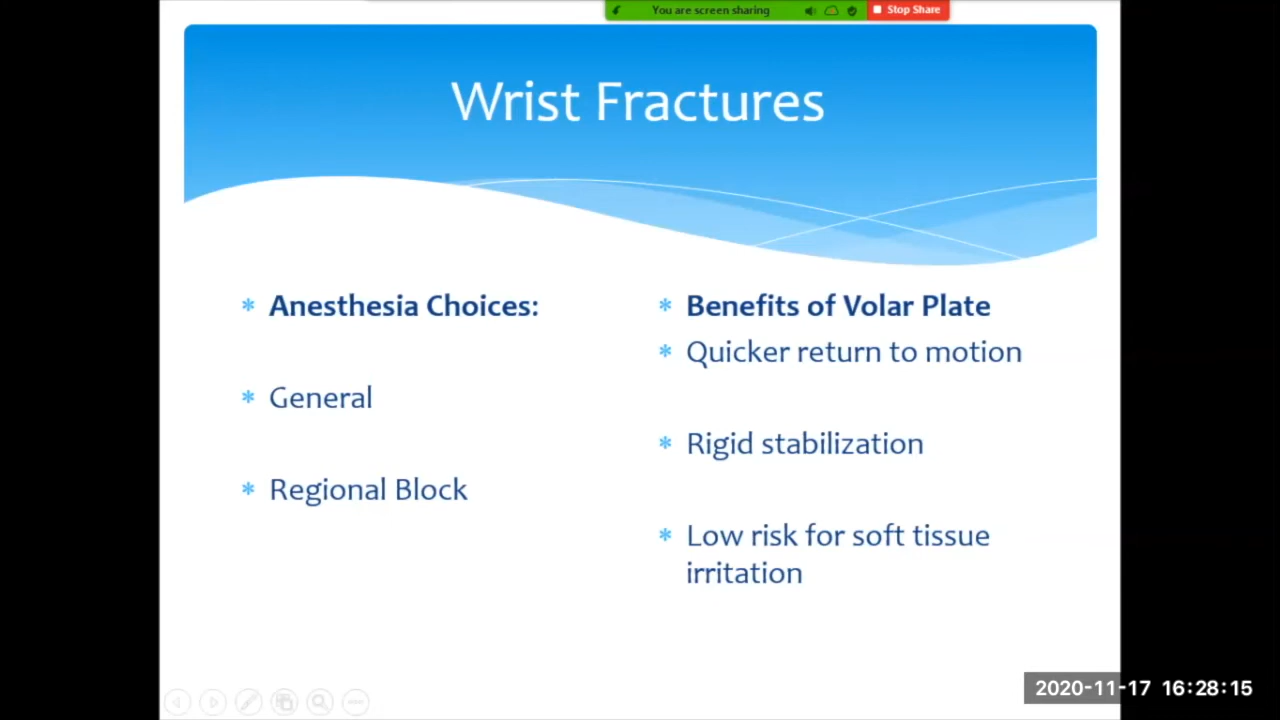 You are screen sharing
Stop Share
Wrist Fractures
* Anesthesia Choices:
* General
* Regional Block
* Benefits of Volar Plate
* Quicker return to motion
* Rigid stabilization
* Low risk for soft tissue
irritation
2020-11-17 16:28:15